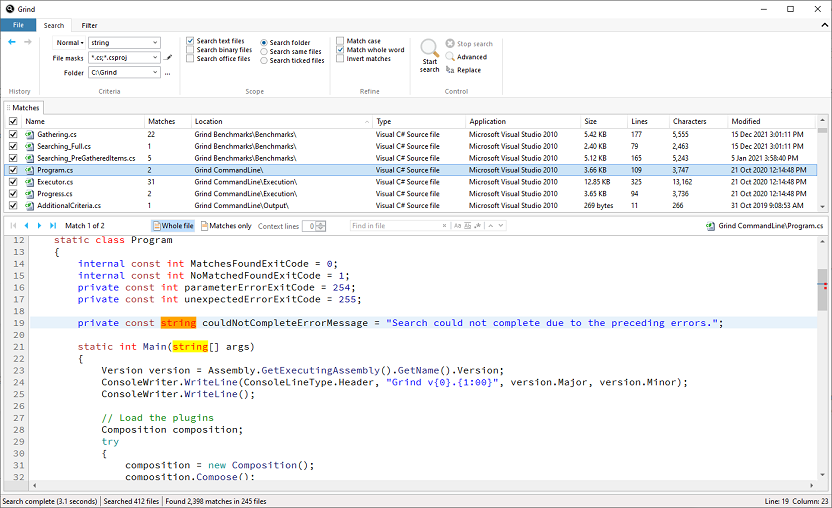 Grind
File Search Filter
Normal string
File masks *.cs;*.csproj
Folder C:\Grind ...
Search text files
Search binary files
Search office files
Search folder
Search same files
Search ticked files
Match case
Match whole word
Invert matches
Start search
Stop search
Advanced
Replace
History Criteria Scope Refine Control
Matches
Name Matches Location Type Application Size Lines Characters Modified
Gathering.cs 22 Grind Benchmarks\Benchmarks\ Visual C# Source file Microsoft Visual Studio 2010 5.42 KB 177 5,555 15 Dec 2021 3:01:11 PM
Searching_Full.cs 1 Grind Benchmarks\Benchmarks\ Visual C# Source file Microsoft Visual Studio 2010 2.40 KB 79 2,463 15 Dec 2021 3:01:11 PM
Searching_PreGatheredItems.cs 5 Grind Benchmarks\Benchmarks\ Visual C# Source file Microsoft Visual Studio 2010 5.12 KB 165 5,243 5 Jan 2021 3:58:40 PM
Program.cs 2 Grind CommandLine\ Visual C# Source file Microsoft Visual Studio 2010 3.66 KB 109 3,747 21 Oct 2020 12:14:48 PM
Executor.cs 31 Grind CommandLine\Execution\ Visual C# Source file Microsoft Visual Studio 2010 12.85 KB 325 13,162 21 Oct 2020 12:14:48 PM
Progress.cs 2 Grind CommandLine\Execution\ Visual C# Source file Microsoft Visual Studio 2010 3.65 KB 94 3,736 21 Oct 2020 12:14:48 PM
AdditionalCriteria.cs 1 Grind CommandLine\Output\ Visual C# Source file Microsoft Visual Studio 2010 269 bytes 11 266 31 Oct 2019 9:08:53 AM
Match 1 of 2 Whole file Matches only Context lines 0 Find in file Aa Grind CommandLine\Program.cs
12 static class Program
13 {
14 internal const int MatchesFoundExitCode = 0;
15 internal const int NoMatchedFoundExitCode = 1;
16 private const int parameterErrorExitCode = 254;
17 private const int unexpectedErrorExitCode = 255;
18
19 private const string couldNotCompleteErrorMessage = "Search could not complete due to the preceding errors.";
20
21 static int Main(string[] args)
22 {
23 Version version = Assembly.GetExecutingAssembly().GetName().Version;
24 ConsoleWriter.WriteLine(ConsoleLineType.Header, "Grind v{0}.{1:00}", version.Major, version.Minor);
25 ConsoleWriter.WriteLine();
26
27 // Load the plugins
28 Composition composition;
29 try
30 {
31 composition = new Composition();
32 composition.Compose();
Search complete (3.1 seconds) Searched 412 files Found 2,398 matches in 245 files Line: 19 Column: 23